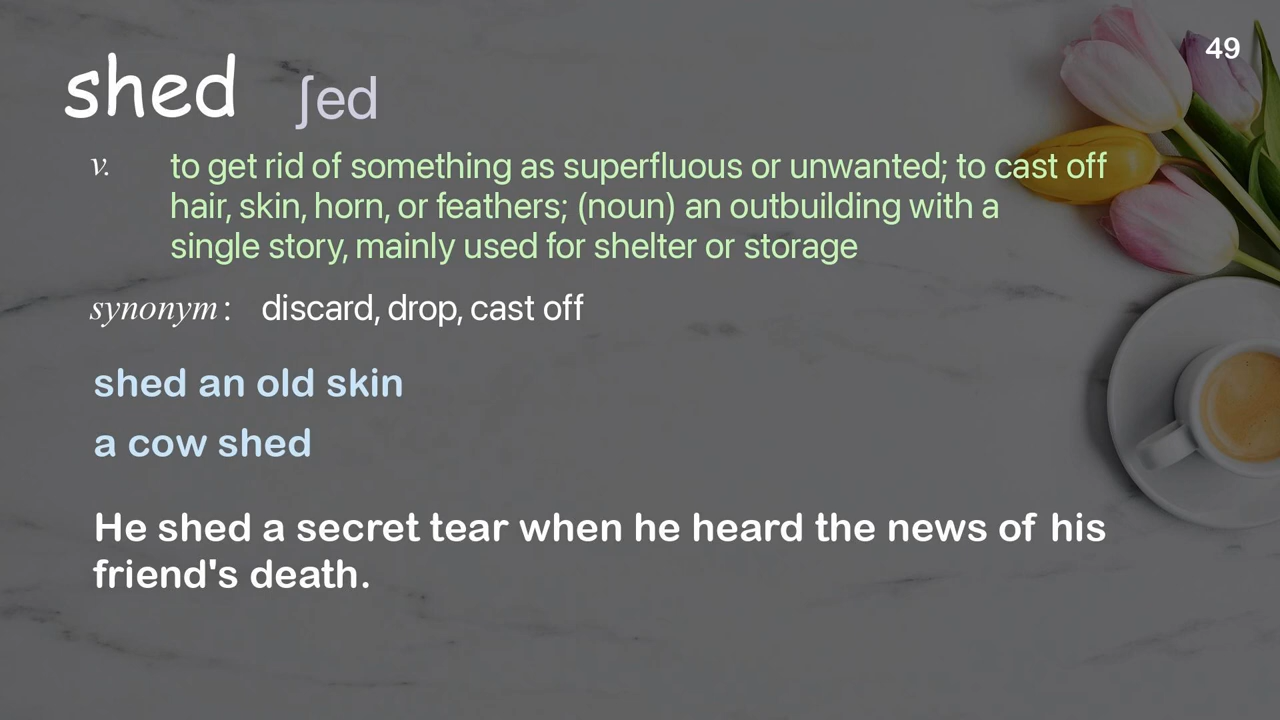 49
shed ʃed
v. to get rid of something as superfluous or unwanted; to cast off
hair, skin, horn, or feathers; (noun) an outbuilding with a
single story, mainly used for shelter or storage
synonym: discard, drop, cast off
shed an old skin
a cow shed
He shed a secret tear when he heard the news of his
friend's death.